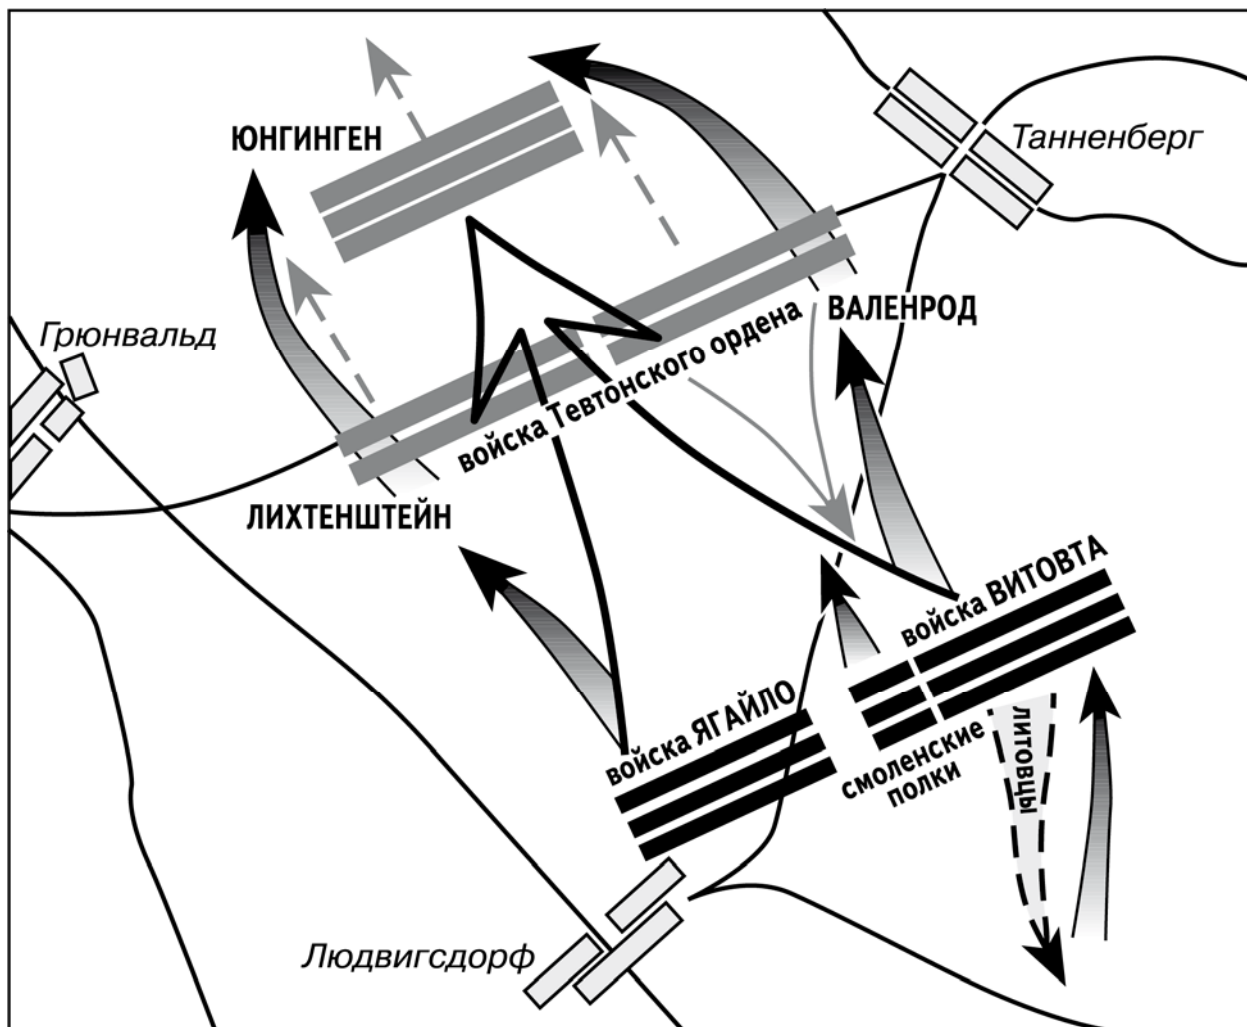 ЮНГИНГЕН
Танненберг
Грюнвальд
ВАЛЕНРОД
войска Тевтонского ордена
ЛИХТЕНШТЕЙН
войска ВИТОВТА
войска ЯГАЙЛО
смоленские
полки
литовцы
Людвигсдорф